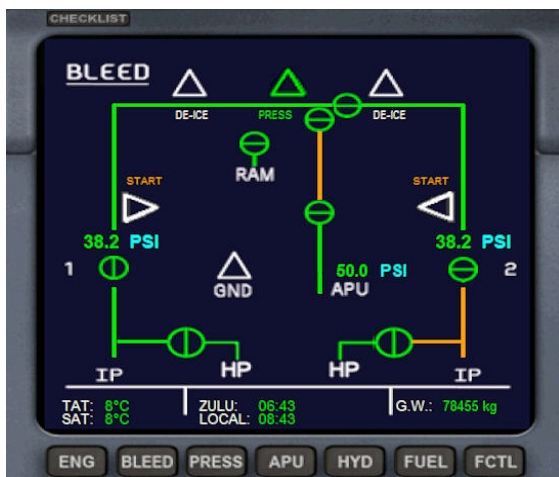 CHECKLIST
BLEED
DE-ICE
PRESS
DE-ICE
RAM
START
START
38.2 PSI
38.2 PSI
1
2
GND
50.0 PSI
APU
IP
HP
HP
IP
TAT: 8°C
SAT: 8°C
ZULU: 06:43
LOCAL: 08:43
G.W.: 78455 kg
ENG BLEED PRESS APU HYD FUEL FCTL